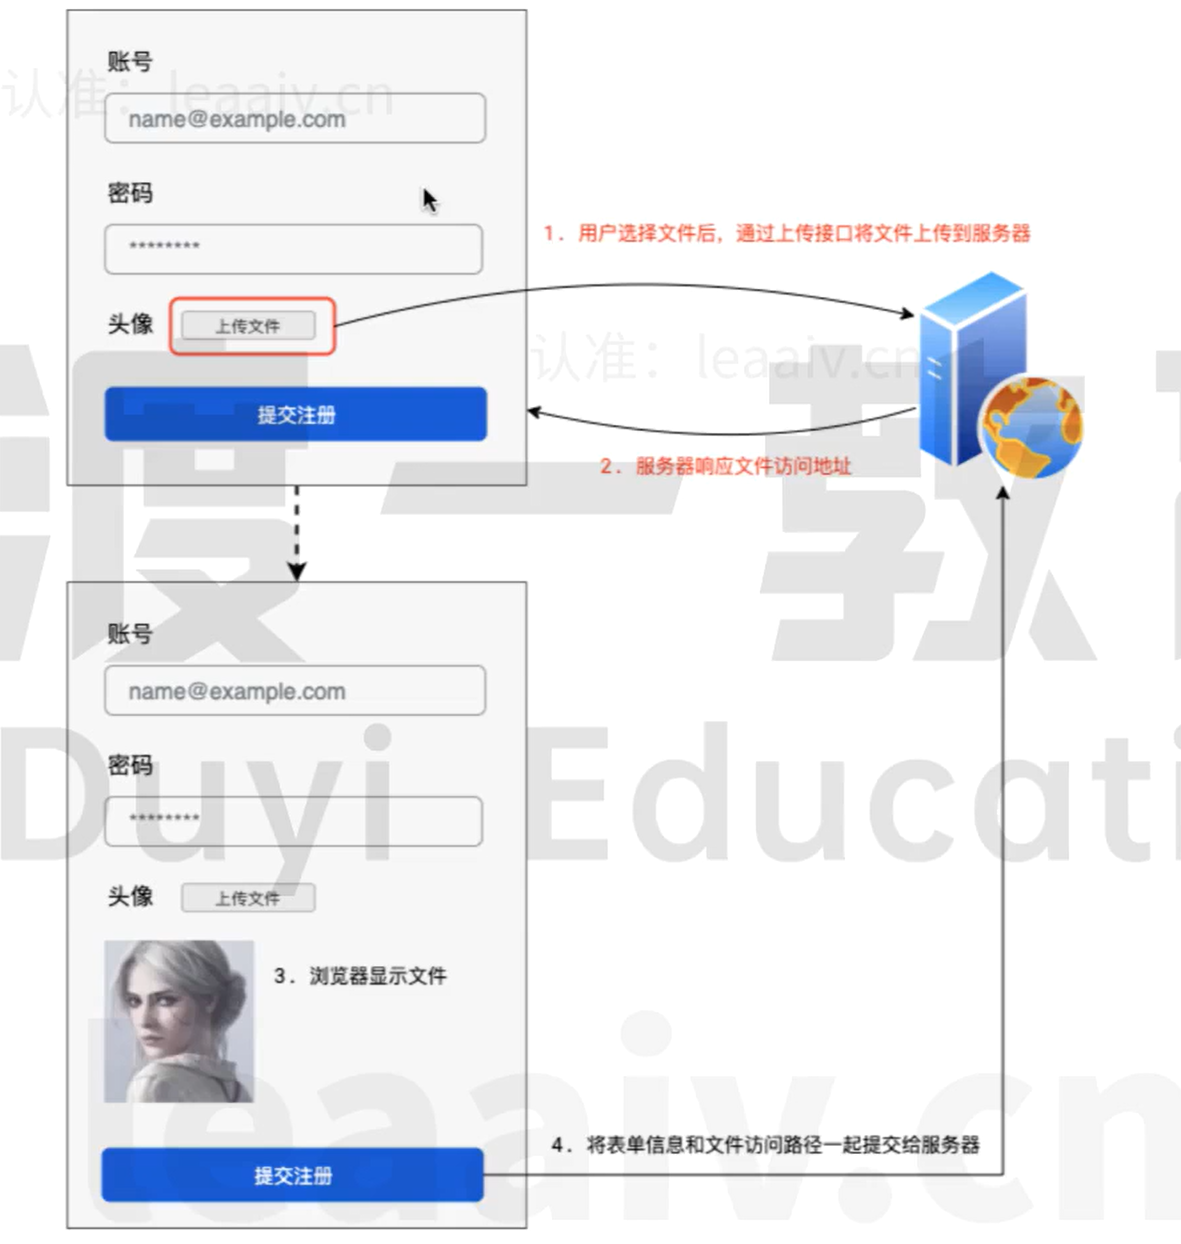 账号
认准：leaaiv.cn
name@example.com
密码
********
1. 用户选择文件后，通过上传接口将文件上传到服务器
头像
上传文件
认准：leaaiv.cn
提交注册
2. 服务器响应文件访问地址
渡一教育
账号
name@example.com
密码
Duyi Educati
********
头像
上传文件
3. 浏览器显示文件
leaaiv.cn
4. 将表单信息和文件访问路径一起提交给服务器
提交注册